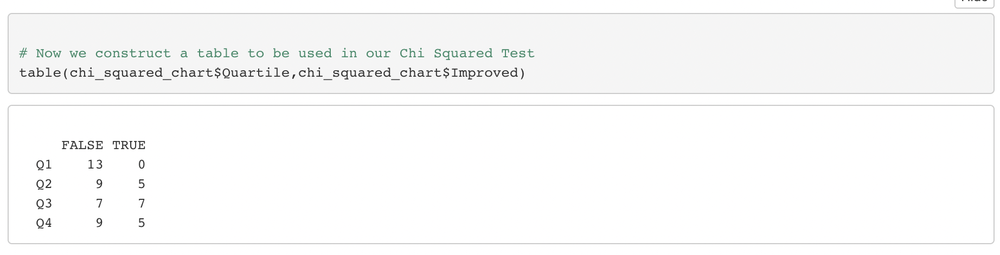 # Now we construct a table to be used in our Chi Squared Test
table(chi_squared_chart$Quartile,chi_squared_chart$Improved)
FALSE TRUE
Q1 13 0
Q2 9 5
Q3 7 7
Q4 9 5